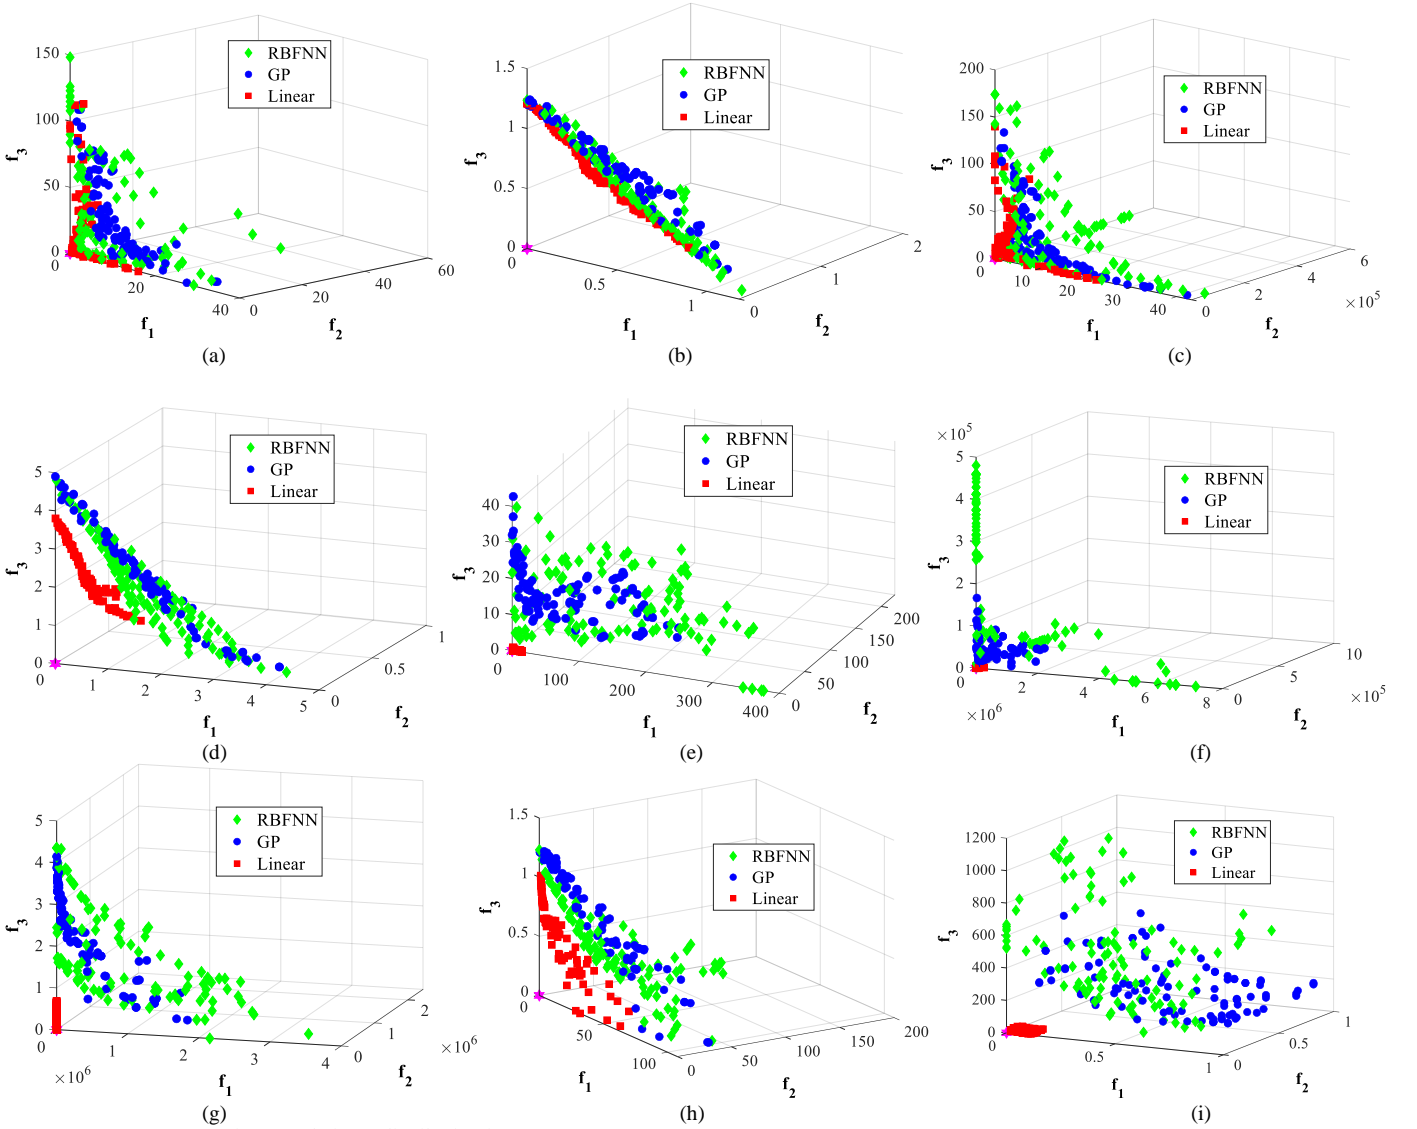 150
100
50
0
f3
0
20
40
f1
0
20
40
60
f2
RBFNN
GP
Linear
(a)
1.5
1
0.5
0
f3
0
0.5
1
f1
0
1
2
f2
RBFNN
GP
Linear
(b)
200
150
100
50
0
f3
0
10
20
30
40
f1
0
2
4
6
×10^5
f2
RBFNN
GP
Linear
(c)
5
4
3
2
1
0
f3
0
1
2
3
4
5
f1
0
0.5
1
f2
RBFNN
GP
Linear
(d)
40
30
20
10
0
f3
0
100
200
300
400
f1
0
50
100
150
200
f2
RBFNN
GP
Linear
(e)
×10^5
5
4
3
2
1
0
f3
0
2
4
6
8
×10^6
f1
0
5
10
×10^5
f2
RBFNN
GP
Linear
(f)
5
4
3
2
1
0
f3
0
1
2
3
4
×10^6
f1
0
1
2
×10^6
f2
RBFNN
GP
Linear
(g)
1.5
1
0.5
0
f3
0
50
100
f1
0
50
100
150
200
f2
RBFNN
GP
Linear
(h)
1200
1000
800
600
400
200
0
f3
0
0.5
1
f1
0
0.5
1
f2
RBFNN
GP
Linear
(i)